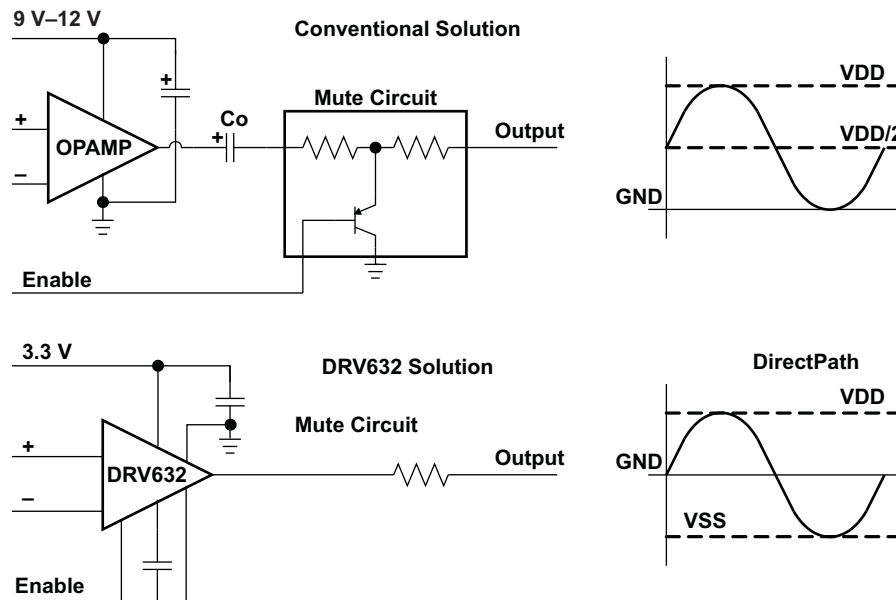 9 V–12 V
Conventional Solution
+
Mute Circuit
Co
+
Output
+
OPAMP
–
Enable
VDD
VDD/2
GND
3.3 V
DRV632 Solution
Mute Circuit
+
DRV632
–
Output
Enable
DirectPath
VDD
GND
VSS